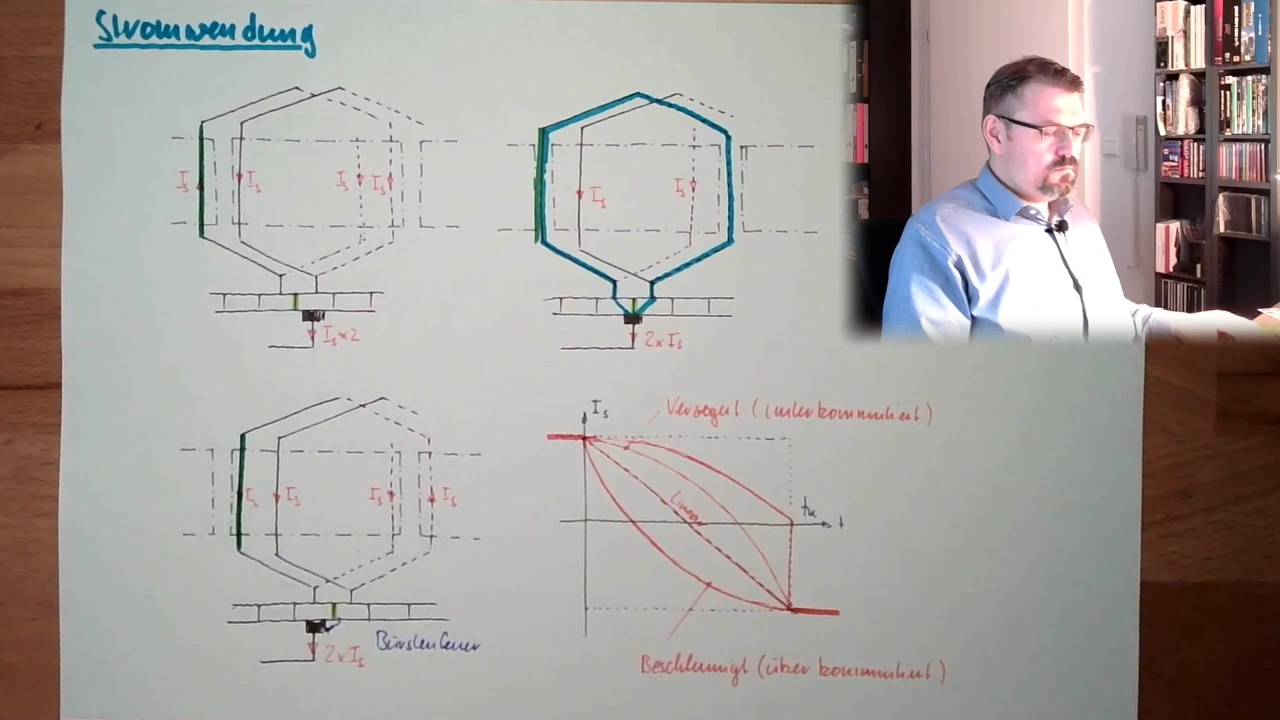 Stromwendung
Is Is Is Is
Is×2
Is Is
2×Is
Is Is Is Is
2×Is
Bürstenfeuer
Is
Verzögert (unterkommutiert)
Linear
tk
t
Beschleunigt (überkommutiert)